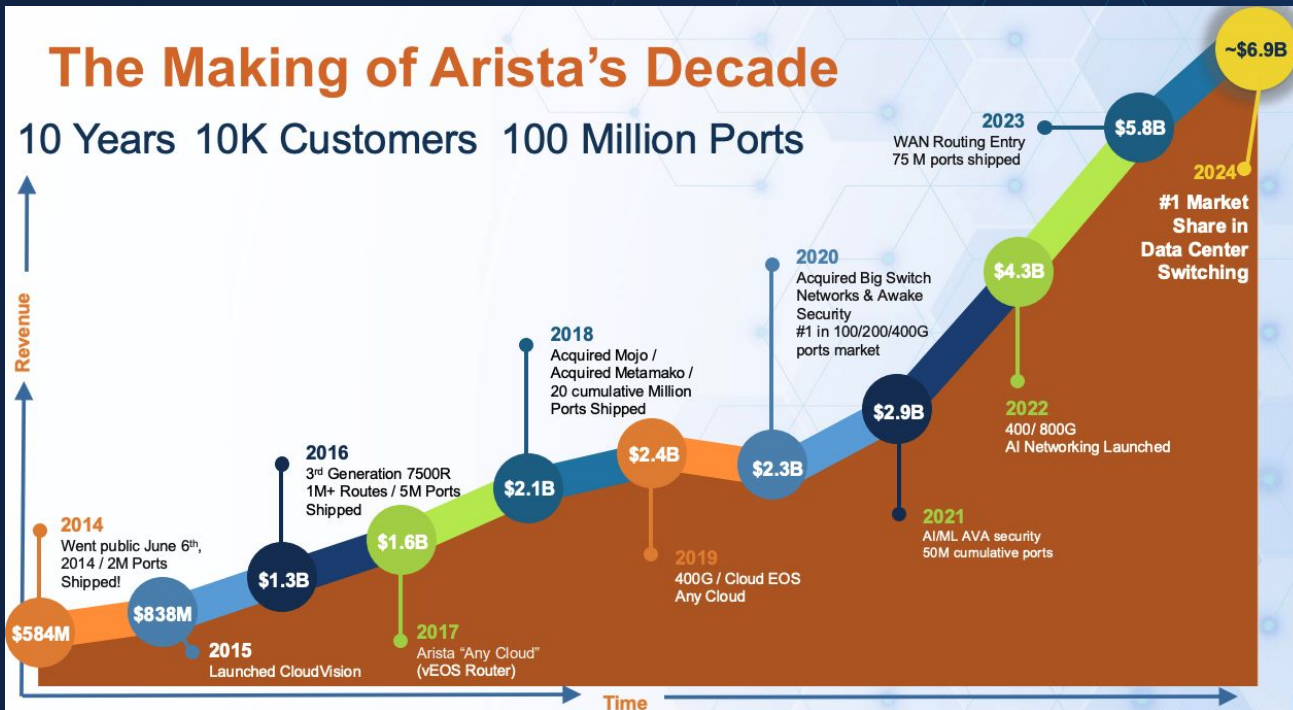 The Making of Arista's Decade
10 Years 10K Customers 100 Million Ports
Revenue
Time
$584M
2014
Went public June 6th,
2014 / 2M Ports
Shipped!
$838M
2015
Launched CloudVision
$1.3B
2016
3rd Generation 7500R
1M+ Routes / 5M Ports
Shipped
$1.6B
2017
Arista "Any Cloud"
(vEOS Router)
$2.1B
2018
Acquired Mojo /
Acquired Metamako /
20 cumulative Million
Ports Shipped
$2.4B
2019
400G / Cloud EOS
Any Cloud
$2.3B
2020
Acquired Big Switch
Networks & Awake
Security
#1 in 100/200/400G
ports market
$2.9B
2021
AI/ML AVA security
50M cumulative ports
$4.3B
2022
400/ 800G
AI Networking Launched
$5.8B
2023
WAN Routing Entry
75 M ports shipped
~$6.9B
2024
#1 Market
Share in
Data Center
Switching